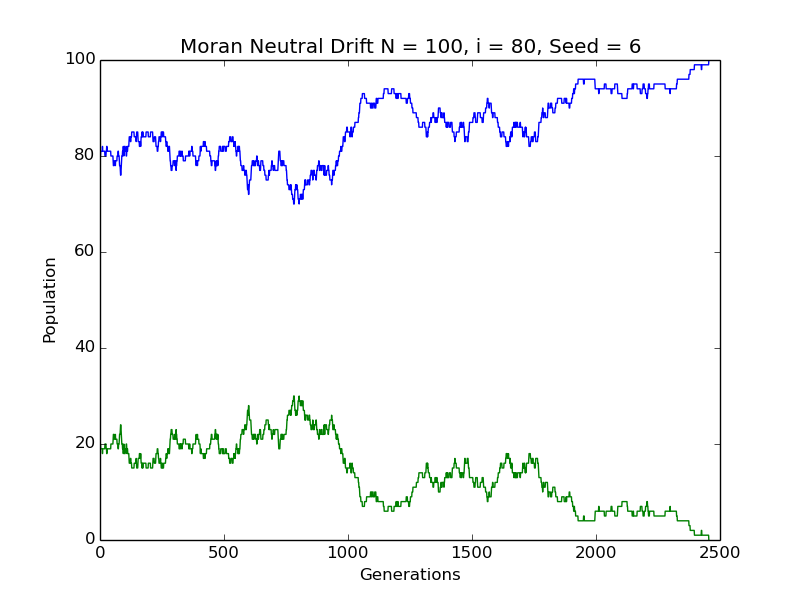 Moran Neutral Drift N = 100, i = 80, Seed = 6
100
80
60
40
20
0
Population
0 500 1000 1500 2000 2500
Generations